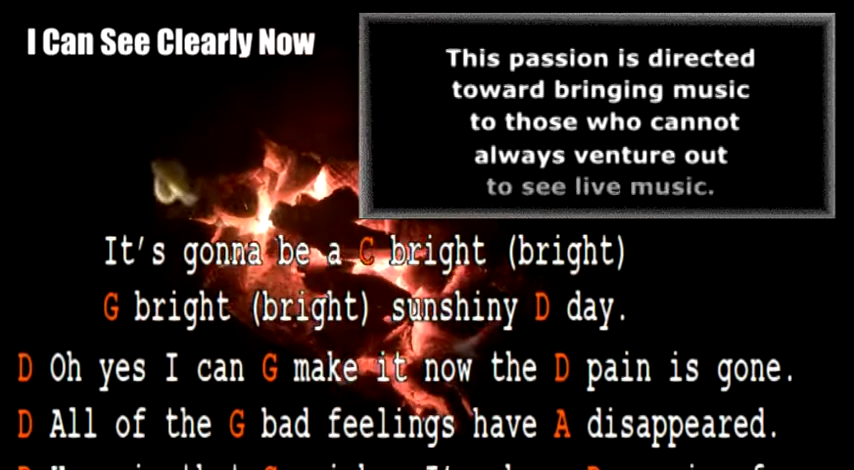 I Can See Clearly Now
This passion is directed
toward bringing music
to those who cannot
always venture out
to see live music.
It's gonna be a C bright (bright)
G bright (bright) sunshiny D day.
D Oh yes I can G make it now the D pain is gone.
D All of the G bad feelings have A disappeared.